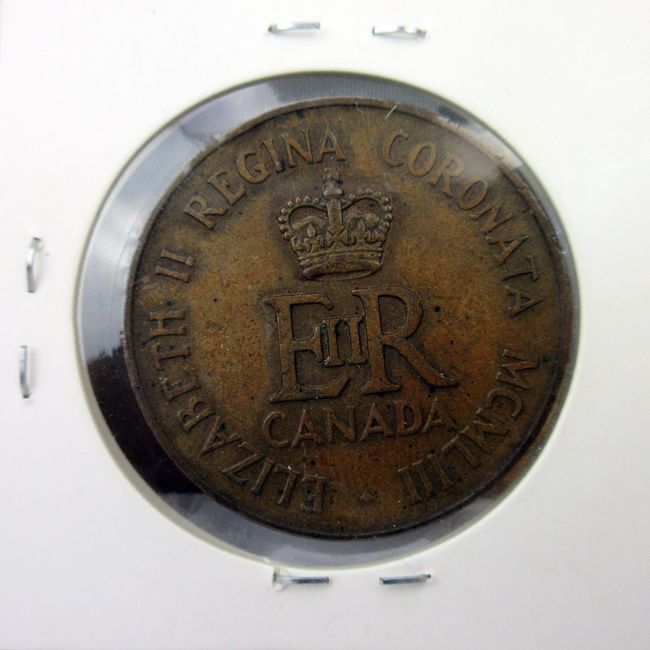 ELIZABETH II REGINA CORONATA MCMLIII
EIIR
CANADA